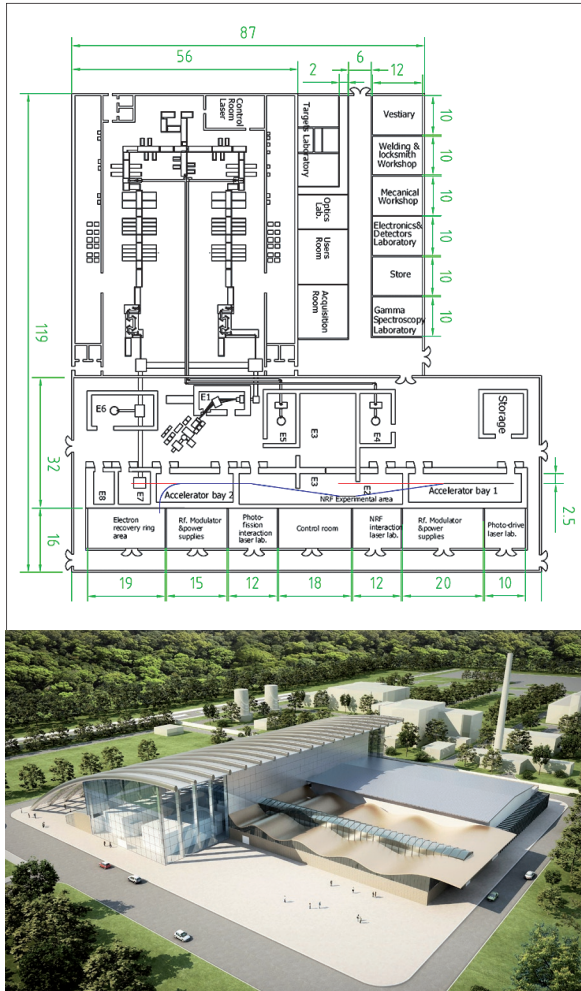 87
56
6
2
12
Control
Room
Laser
Targets Laboratory
Vestiary
10
Welding &
locksmith
Workshop
10
Mecanical
Workshop
10
Optics
Lab.
Users
Room
Electronics&
Detectors
Laboratory
10
Store
10
Acquisition
Room
Gamma
Spectroscopy
Laboratory
10
119
E6
E1
E5
E3
E4
Storage
32
E8
E7
Accelerator bay 2
E3
E2
NRF Experimental area
Accelerator bay 1
2.5
Electron
recovery ring
area
Rf. Modulator
&power
supplies
Photo-
fission
interaction
laser lab.
Control room
NRF
interaction
laser lab.
Rf. Modulator
&power
supplies
Photo-drive
laser lab.
16
19
15
12
18
12
20
10